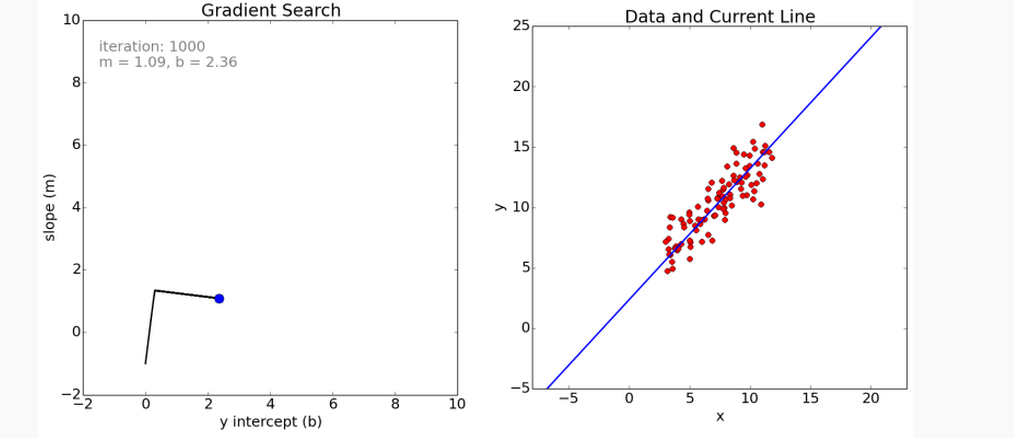 Gradient Search
iteration: 1000
m = 1.09, b = 2.36
10
8
6
4
2
0
−2
slope (m)
−2 0 2 4 6 8 10
y intercept (b)
Data and Current Line
25
20
15
10
5
0
−5
y
−5 0 5 10 15 20
x